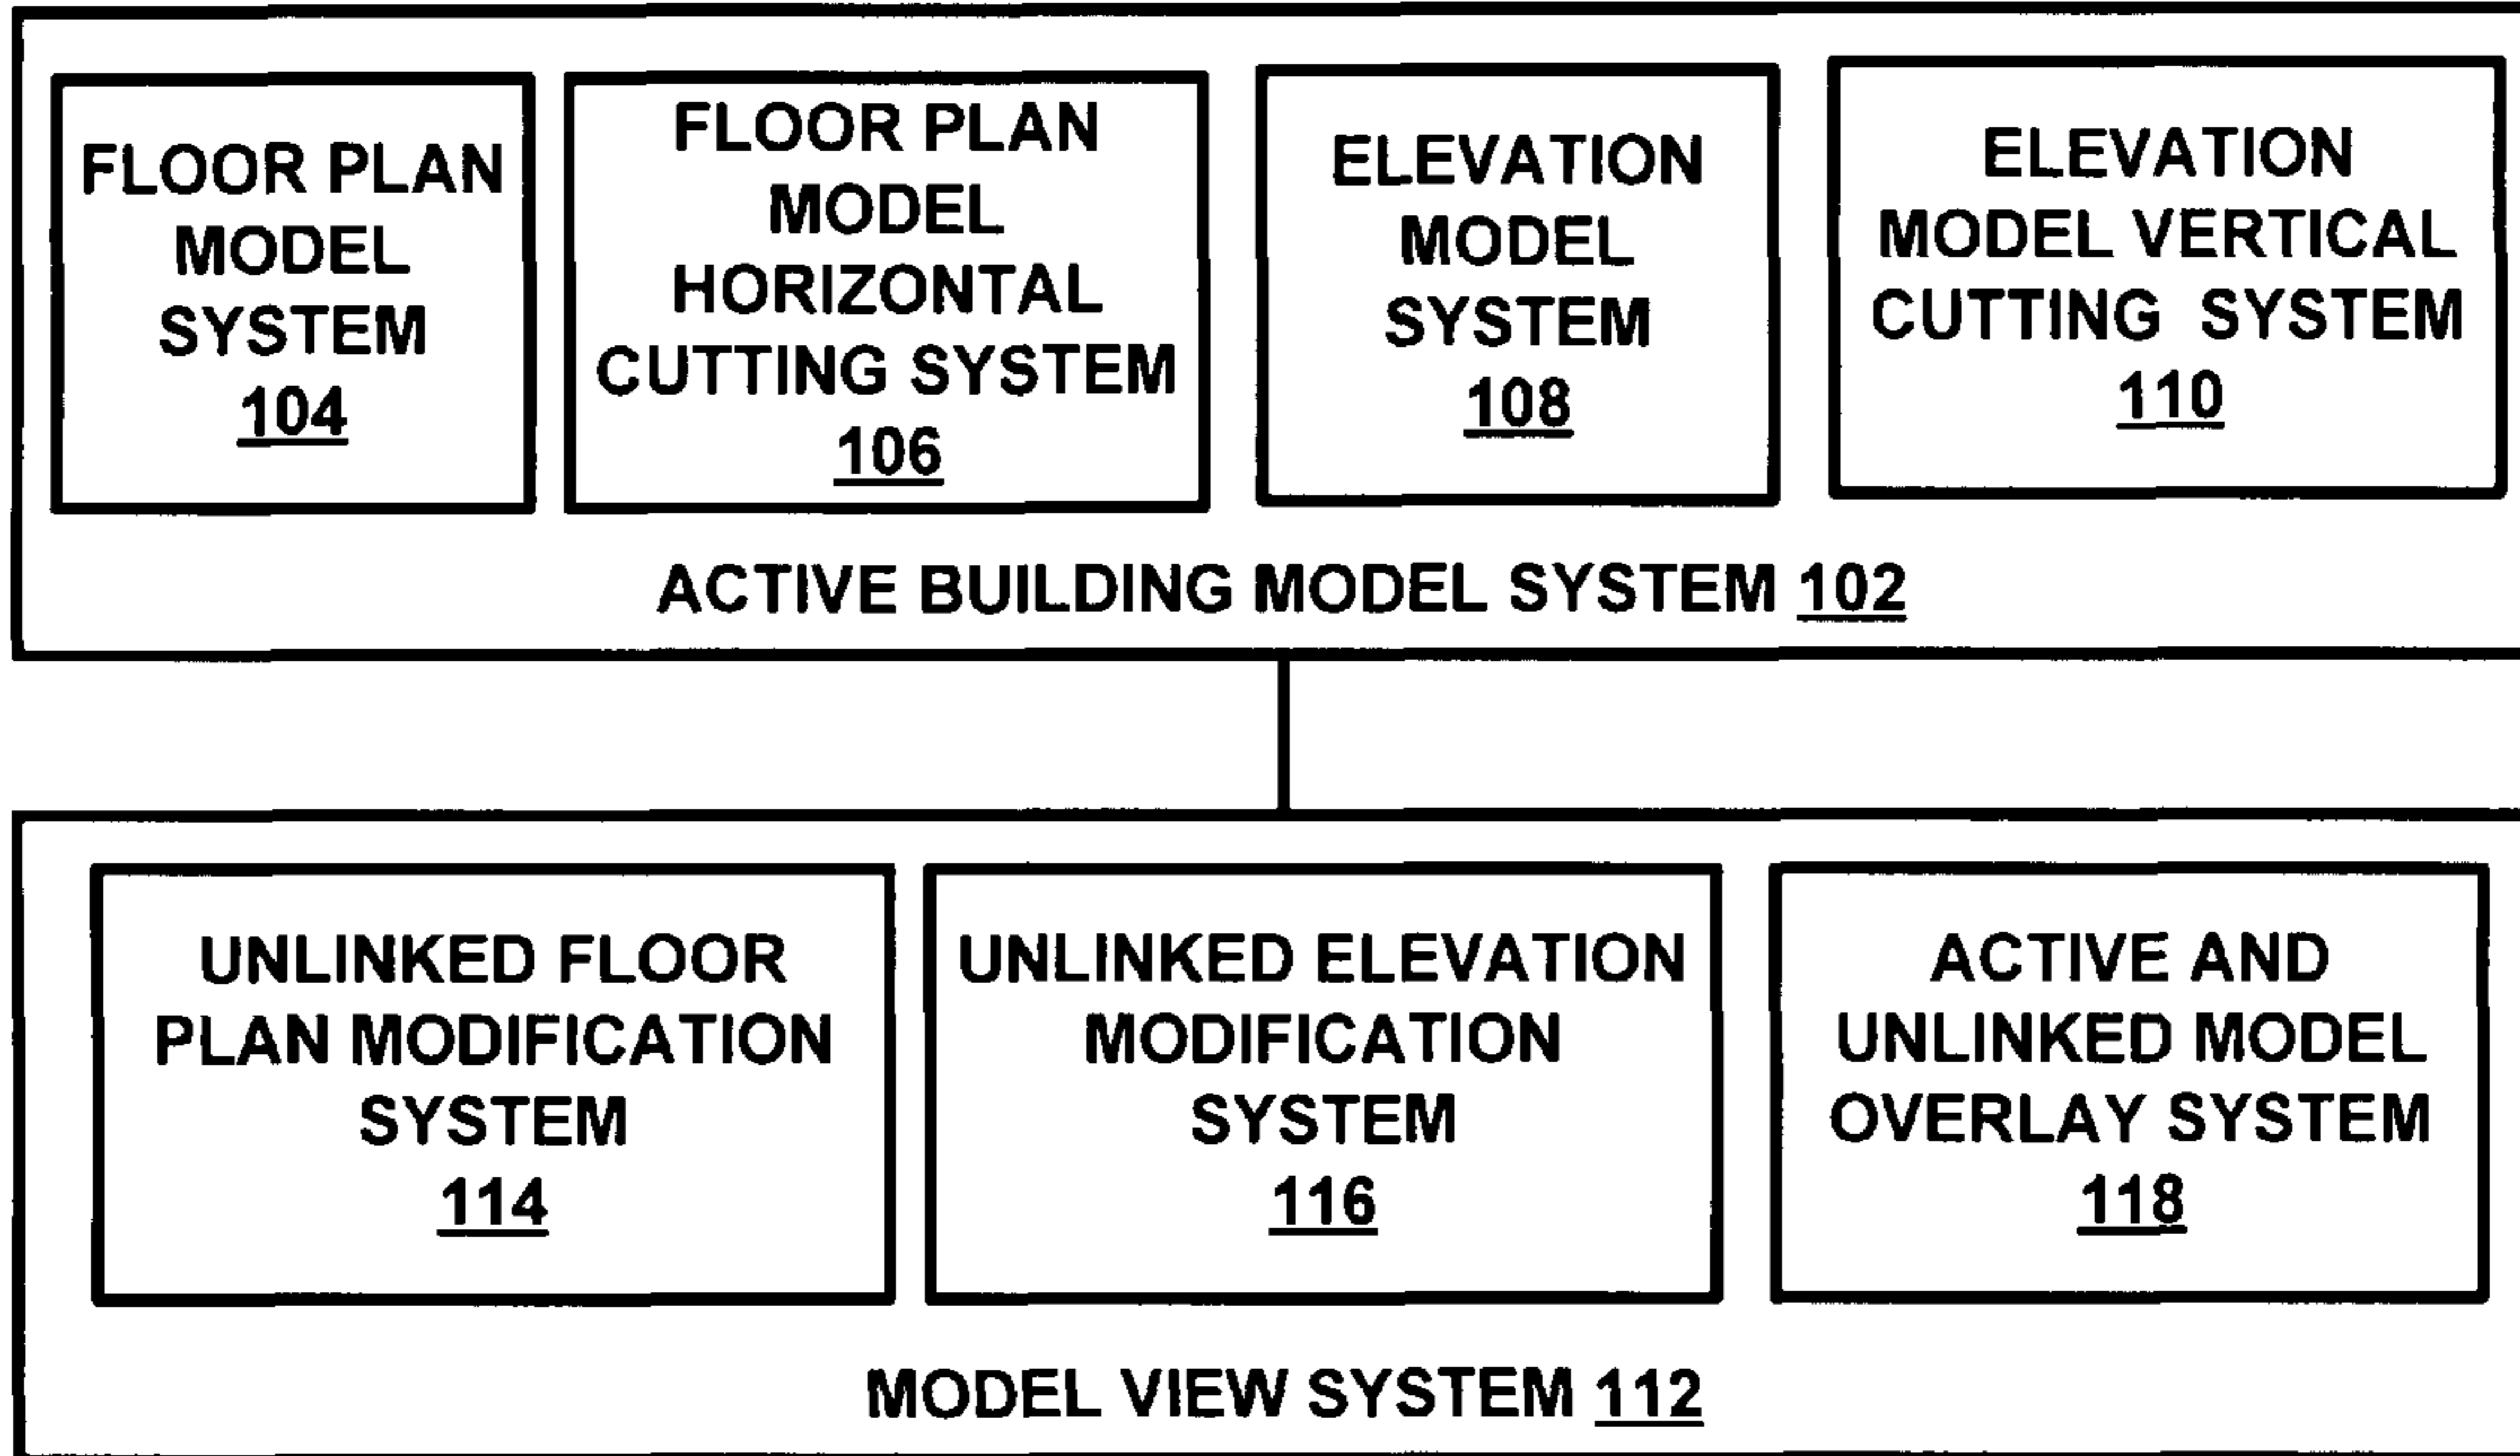 FLOOR PLAN
MODEL
SYSTEM
104
FLOOR PLAN
MODEL
HORIZONTAL
CUTTING SYSTEM
106
ELEVATION
MODEL
SYSTEM
108
ELEVATION
MODEL VERTICAL
CUTTING SYSTEM
110
ACTIVE BUILDING MODEL SYSTEM 102
UNLINKED FLOOR
PLAN MODIFICATION
SYSTEM
114
UNLINKED ELEVATION
MODIFICATION
SYSTEM
116
ACTIVE AND
UNLINKED MODEL
OVERLAY SYSTEM
118
MODEL VIEW SYSTEM 112